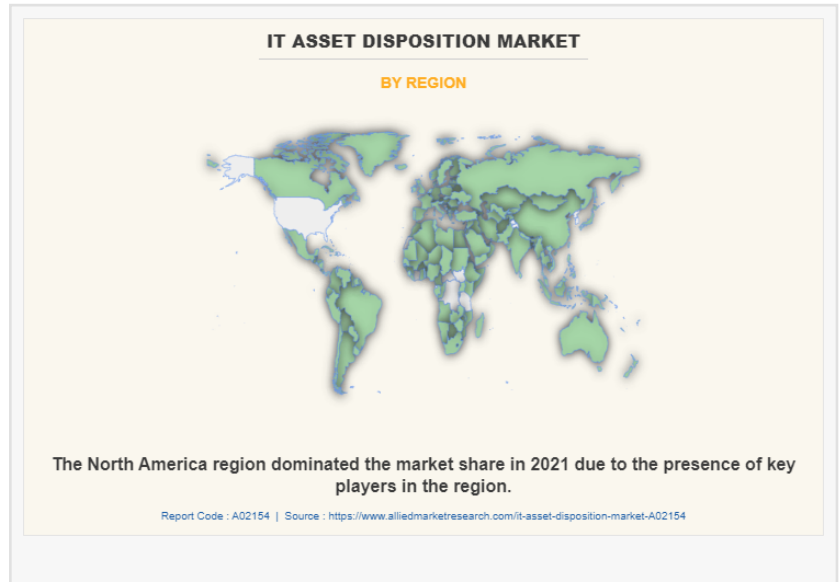 IT ASSET DISPOSITION MARKET
BY REGION
The North America region dominated the market share in 2021 due to the presence of key
players in the region.
Report Code : A02154 | Source : https://www.alliedmarketresearch.com/it-asset-disposition-market-A02154